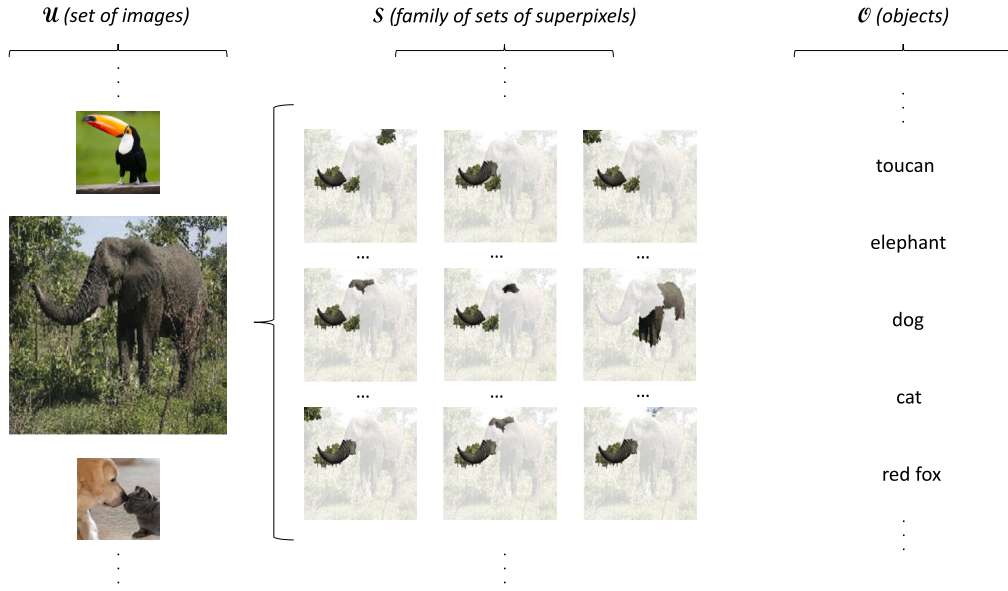 𝒰 (set of images)
𝒮 (family of sets of superpixels)
𝒪 (objects)
toucan
...
...
...
elephant
dog
...
...
...
cat
red fox